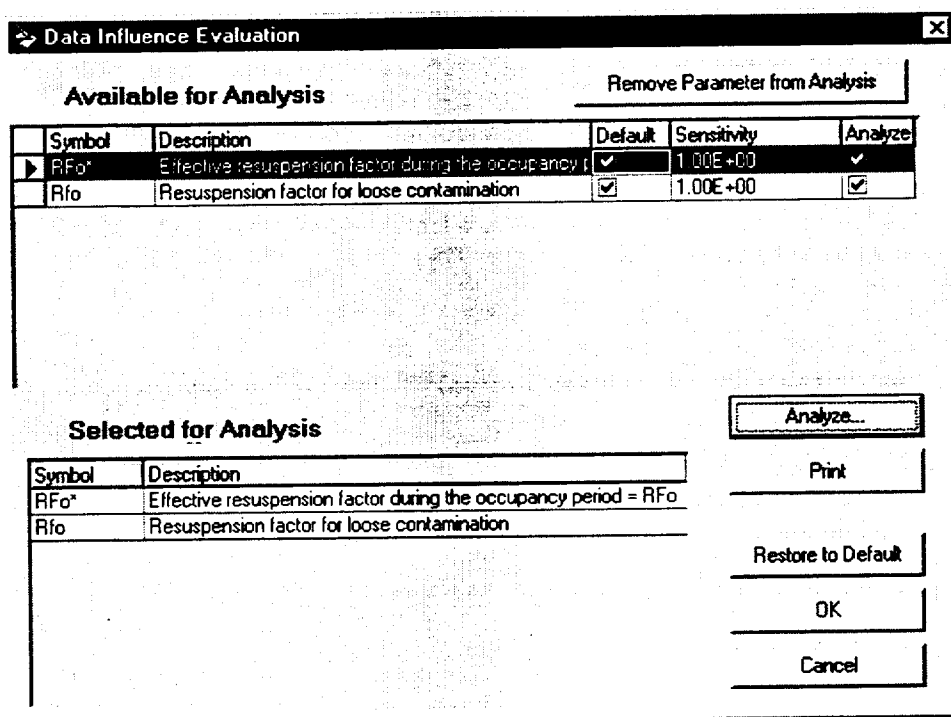 Data Influence Evaluation
Available for Analysis
Remove Parameter from Analysis
Symbol Description Default Sensitivity Analyze
RFo* Effective resuspension factor during the occupancy p 1.00E+00
Rfo Resuspension factor for loose contamination 1.00E+00
Selected for Analysis
Analyze...
Symbol Description
Print
RFo* Effective resuspension factor during the occupancy period = RFo
Rfo Resuspension factor for loose contamination
Restore to Default
OK
Cancel